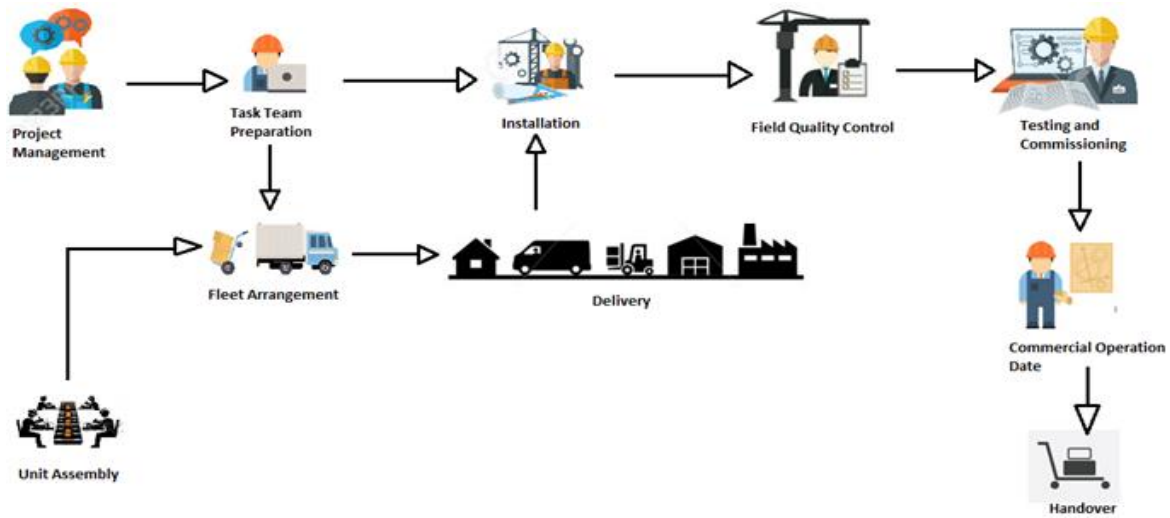 Project
Management
Task Team
Preparation
Installation
Field Quality Control
Testing and
Commissioning
Fleet Arrangement
Delivery
Commercial Operation
Date
Unit Assembly
Handover